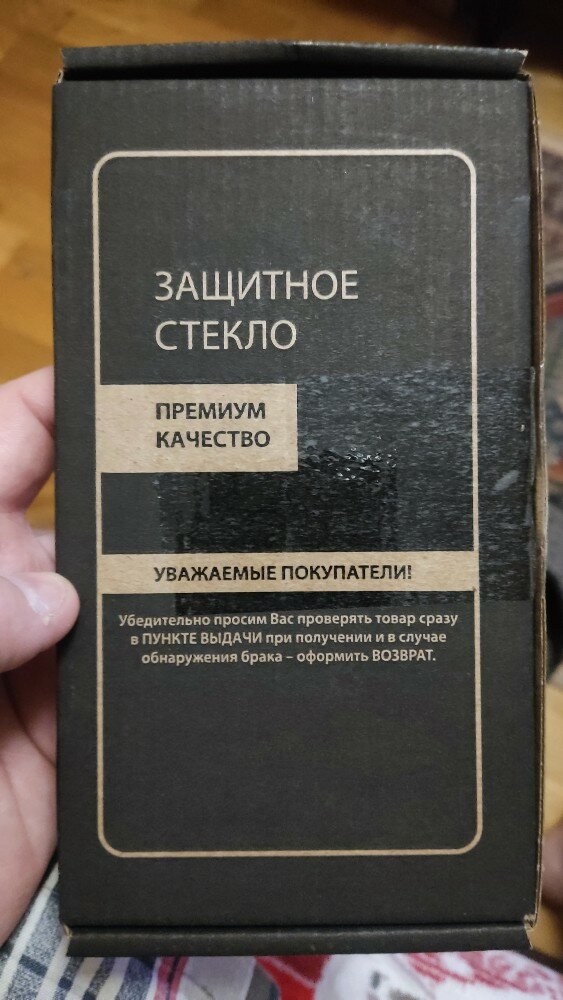 ЗАЩИТНОЕ
СТЕКЛО
ПРЕМИУМ
КАЧЕСТВО
УВАЖАЕМЫЕ ПОКУПАТЕЛИ!
Убедительно просим Вас проверять товар сразу
в ПУНКТЕ ВЫДАЧИ при получении и в случае
обнаружения брака – оформить ВОЗВРАТ.